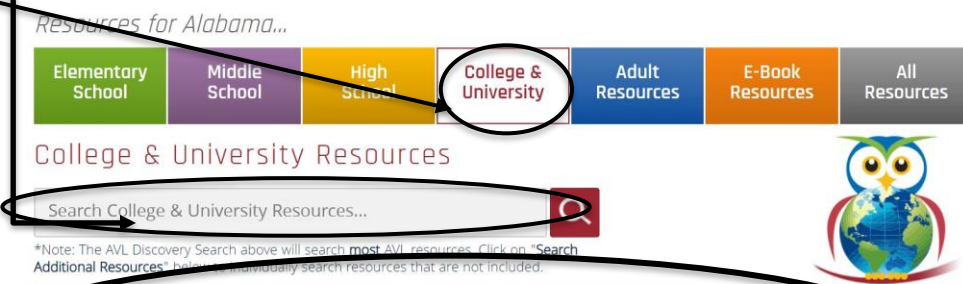 Resources for Alabama...
Elementary School
Middle School
High School
College & University
Adult Resources
E-Book Resources
All Resources
College & University Resources
Search College & University Resources...
*Note: The AVL Discovery Search above will search most AVL resources. Click on "Search
Additional Resources" below to individually search resources that are not included.